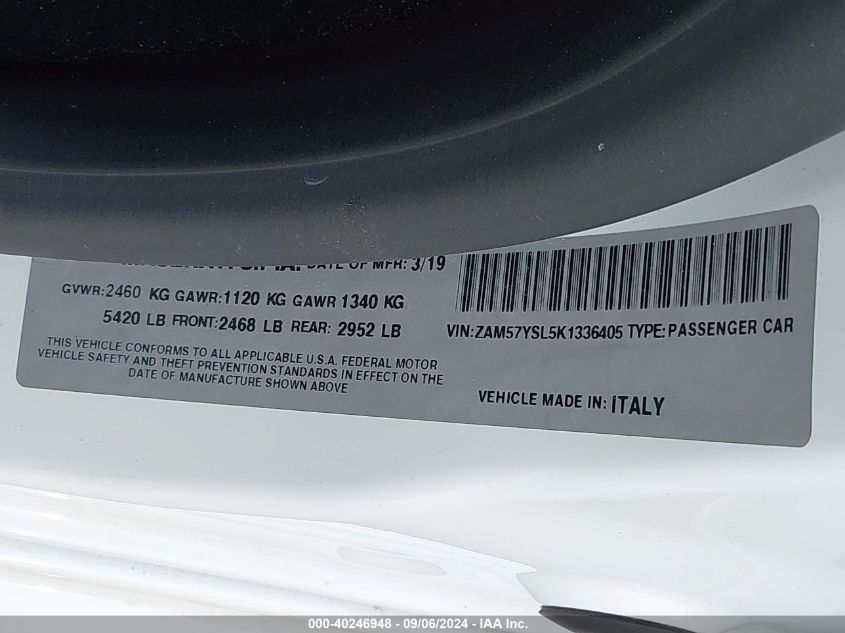 DATE OF MFR: 3/19
GVWR:2460 KG GAWR:1120 KG GAWR 1340 KG
5420 LB FRONT:2468 LB REAR: 2952 LB
THIS VEHICLE CONFORMS TO ALL APPLICABLE U.S.A. FEDERAL MOTOR
VEHICLE SAFETY AND THEFT PREVENTION STANDARDS IN EFFECT ON THE
DATE OF MANUFACTURE SHOWN ABOVE
VIN:ZAM57YSL5K1336405 TYPE:PASSENGER CAR
VEHICLE MADE IN: ITALY
000-40246948 - 09/06/2024 - IAA Inc.